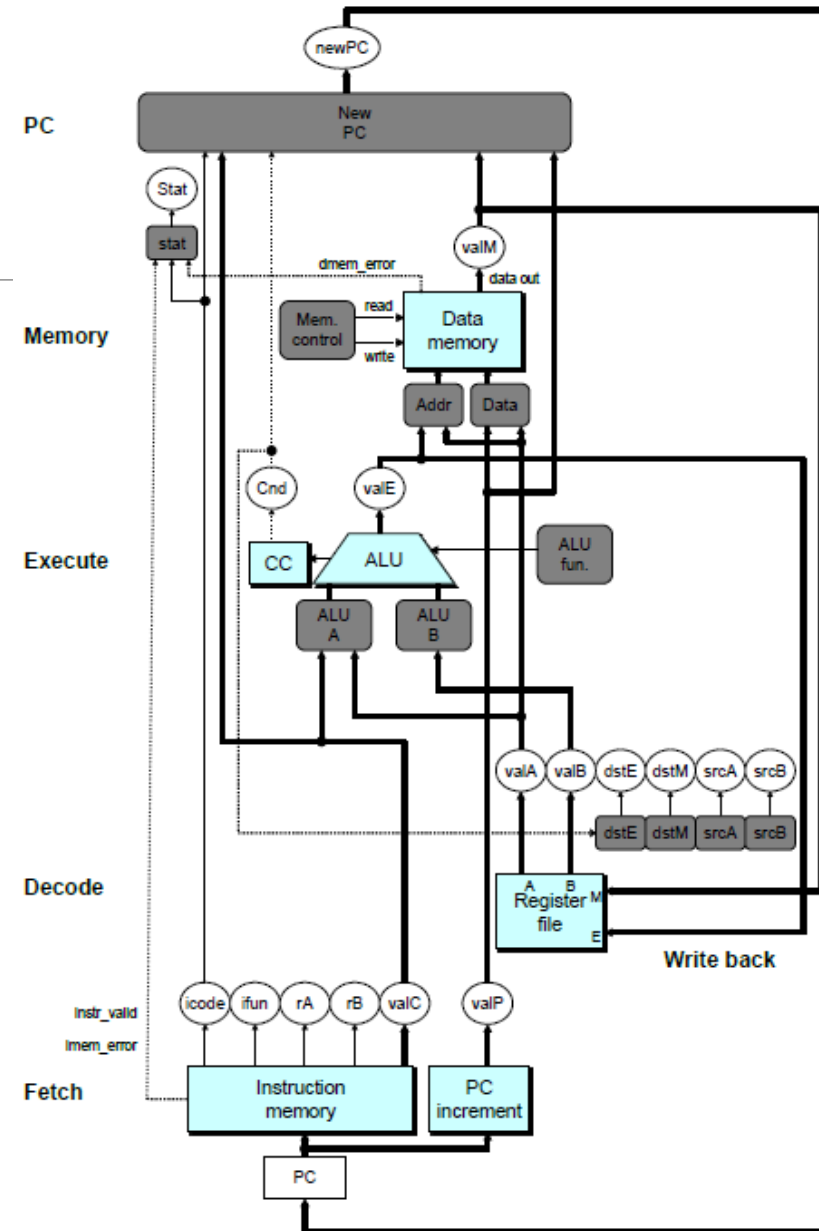 newPC
PC
New
PC
Stat
stat
valM
dmem_error
data out
Memory
Mem.
control
read
write
Data
memory
Addr
Data
Cnd
valE
Execute
CC
ALU
ALU
fun.
ALU
A
ALU
B
valA
valB
dstE
dstM
srcA
srcB
dstE
dstM
srcA
srcB
Decode
A
B
M
Register
file
E
Write back
icode
ifun
rA
rB
valC
valP
Instr_valid
Imem_error
Fetch
Instruction
memory
PC
increment
PC